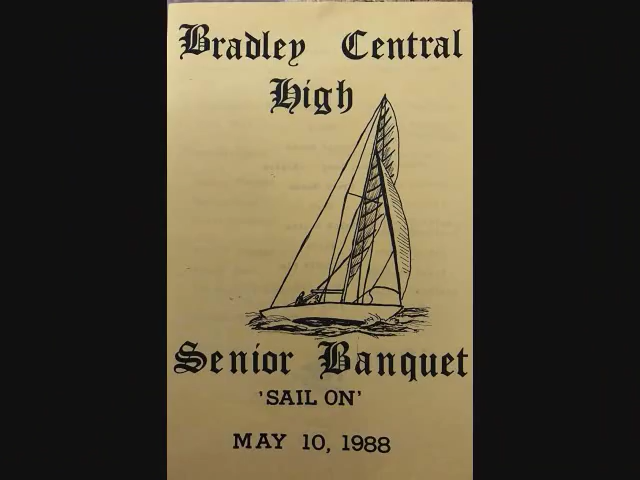 Bradley Central
High
Senior Banquet
'SAIL ON'
MAY 10, 1988